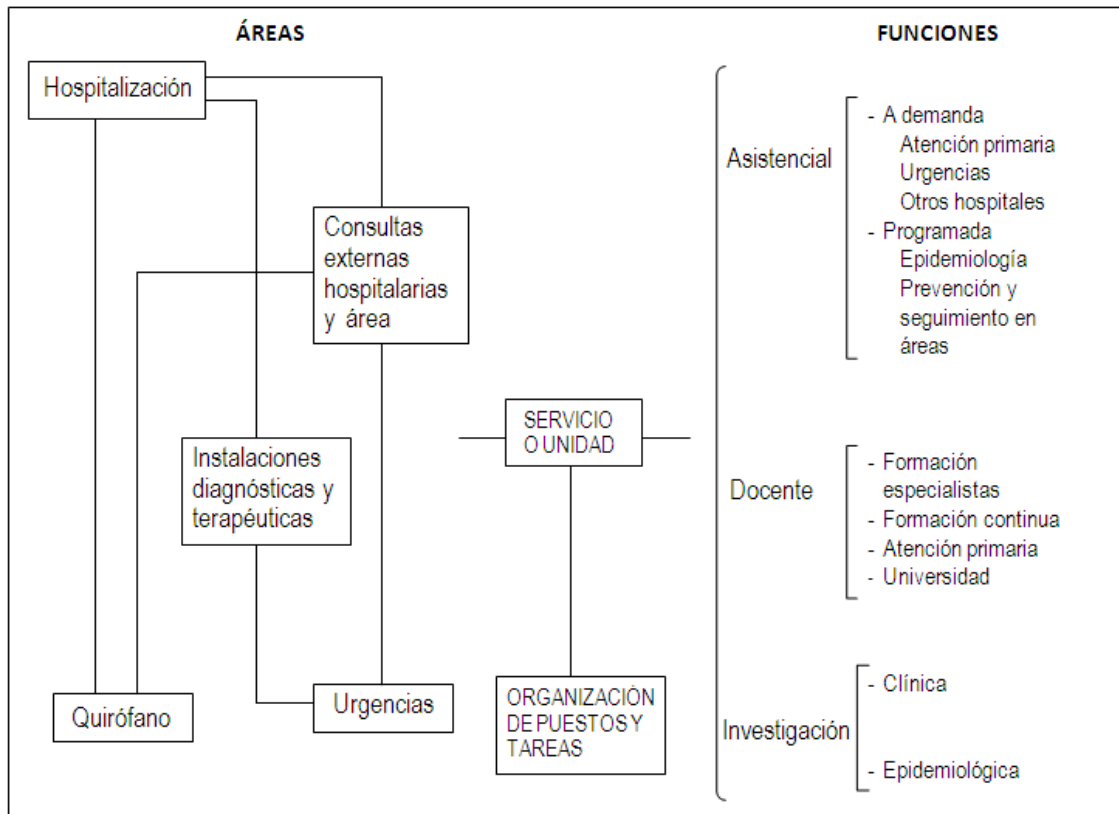 ÁREAS
Hospitalización
Consultas
externas
hospitalarias
y área
Instalaciones
diagnósticas y
terapéuticas
Quirófano
Urgencias
SERVICIO
O UNIDAD
ORGANIZACIÓN
DE PUESTOS Y
TAREAS
FUNCIONES
Asistencial
- A demanda
Atención primaria
Urgencias
Otros hospitales
- Programada
Epidemiología
Prevención y
seguimiento en
áreas
Docente
- Formación
especialistas
- Formación continua
- Atención primaria
- Universidad
Investigación
- Clínica
- Epidemiológica